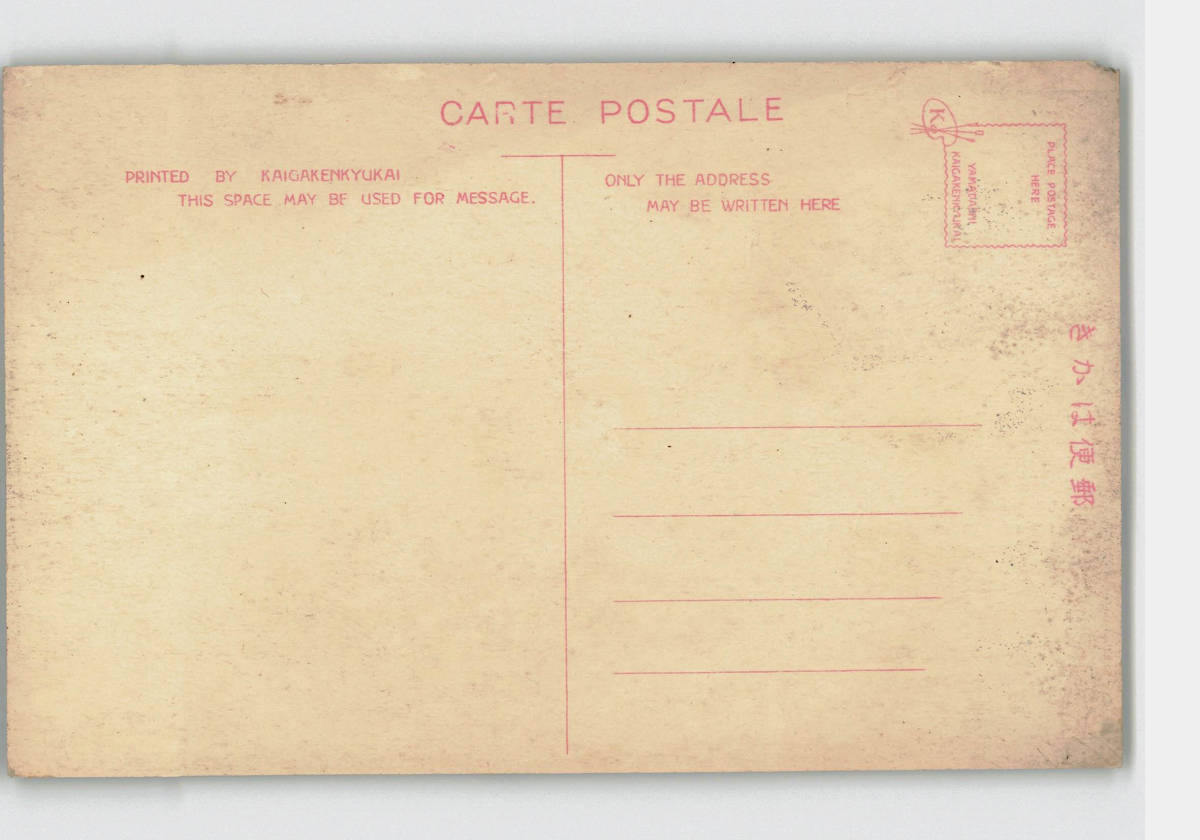 CARTE POSTALE
PRINTED BY KAIGAKENKYUKAI
THIS SPACE MAY BE USED FOR MESSAGE.
ONLY THE ADDRESS
MAY BE WRITTEN HERE
K
PLACE POSTAGE
HERE
KAIGAKENKYUKAI
郵便はかき